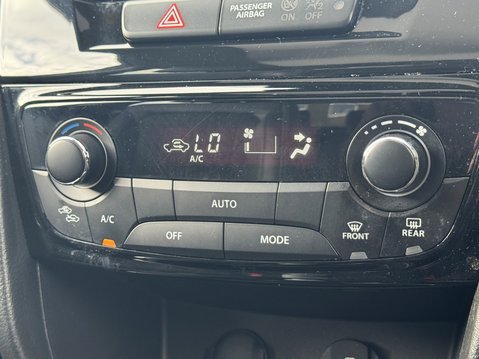 PASSENGER
AIRBAG
ON
OFF
LO
A/C
AUTO
A/C
OFF
MODE
FRONT
REAR